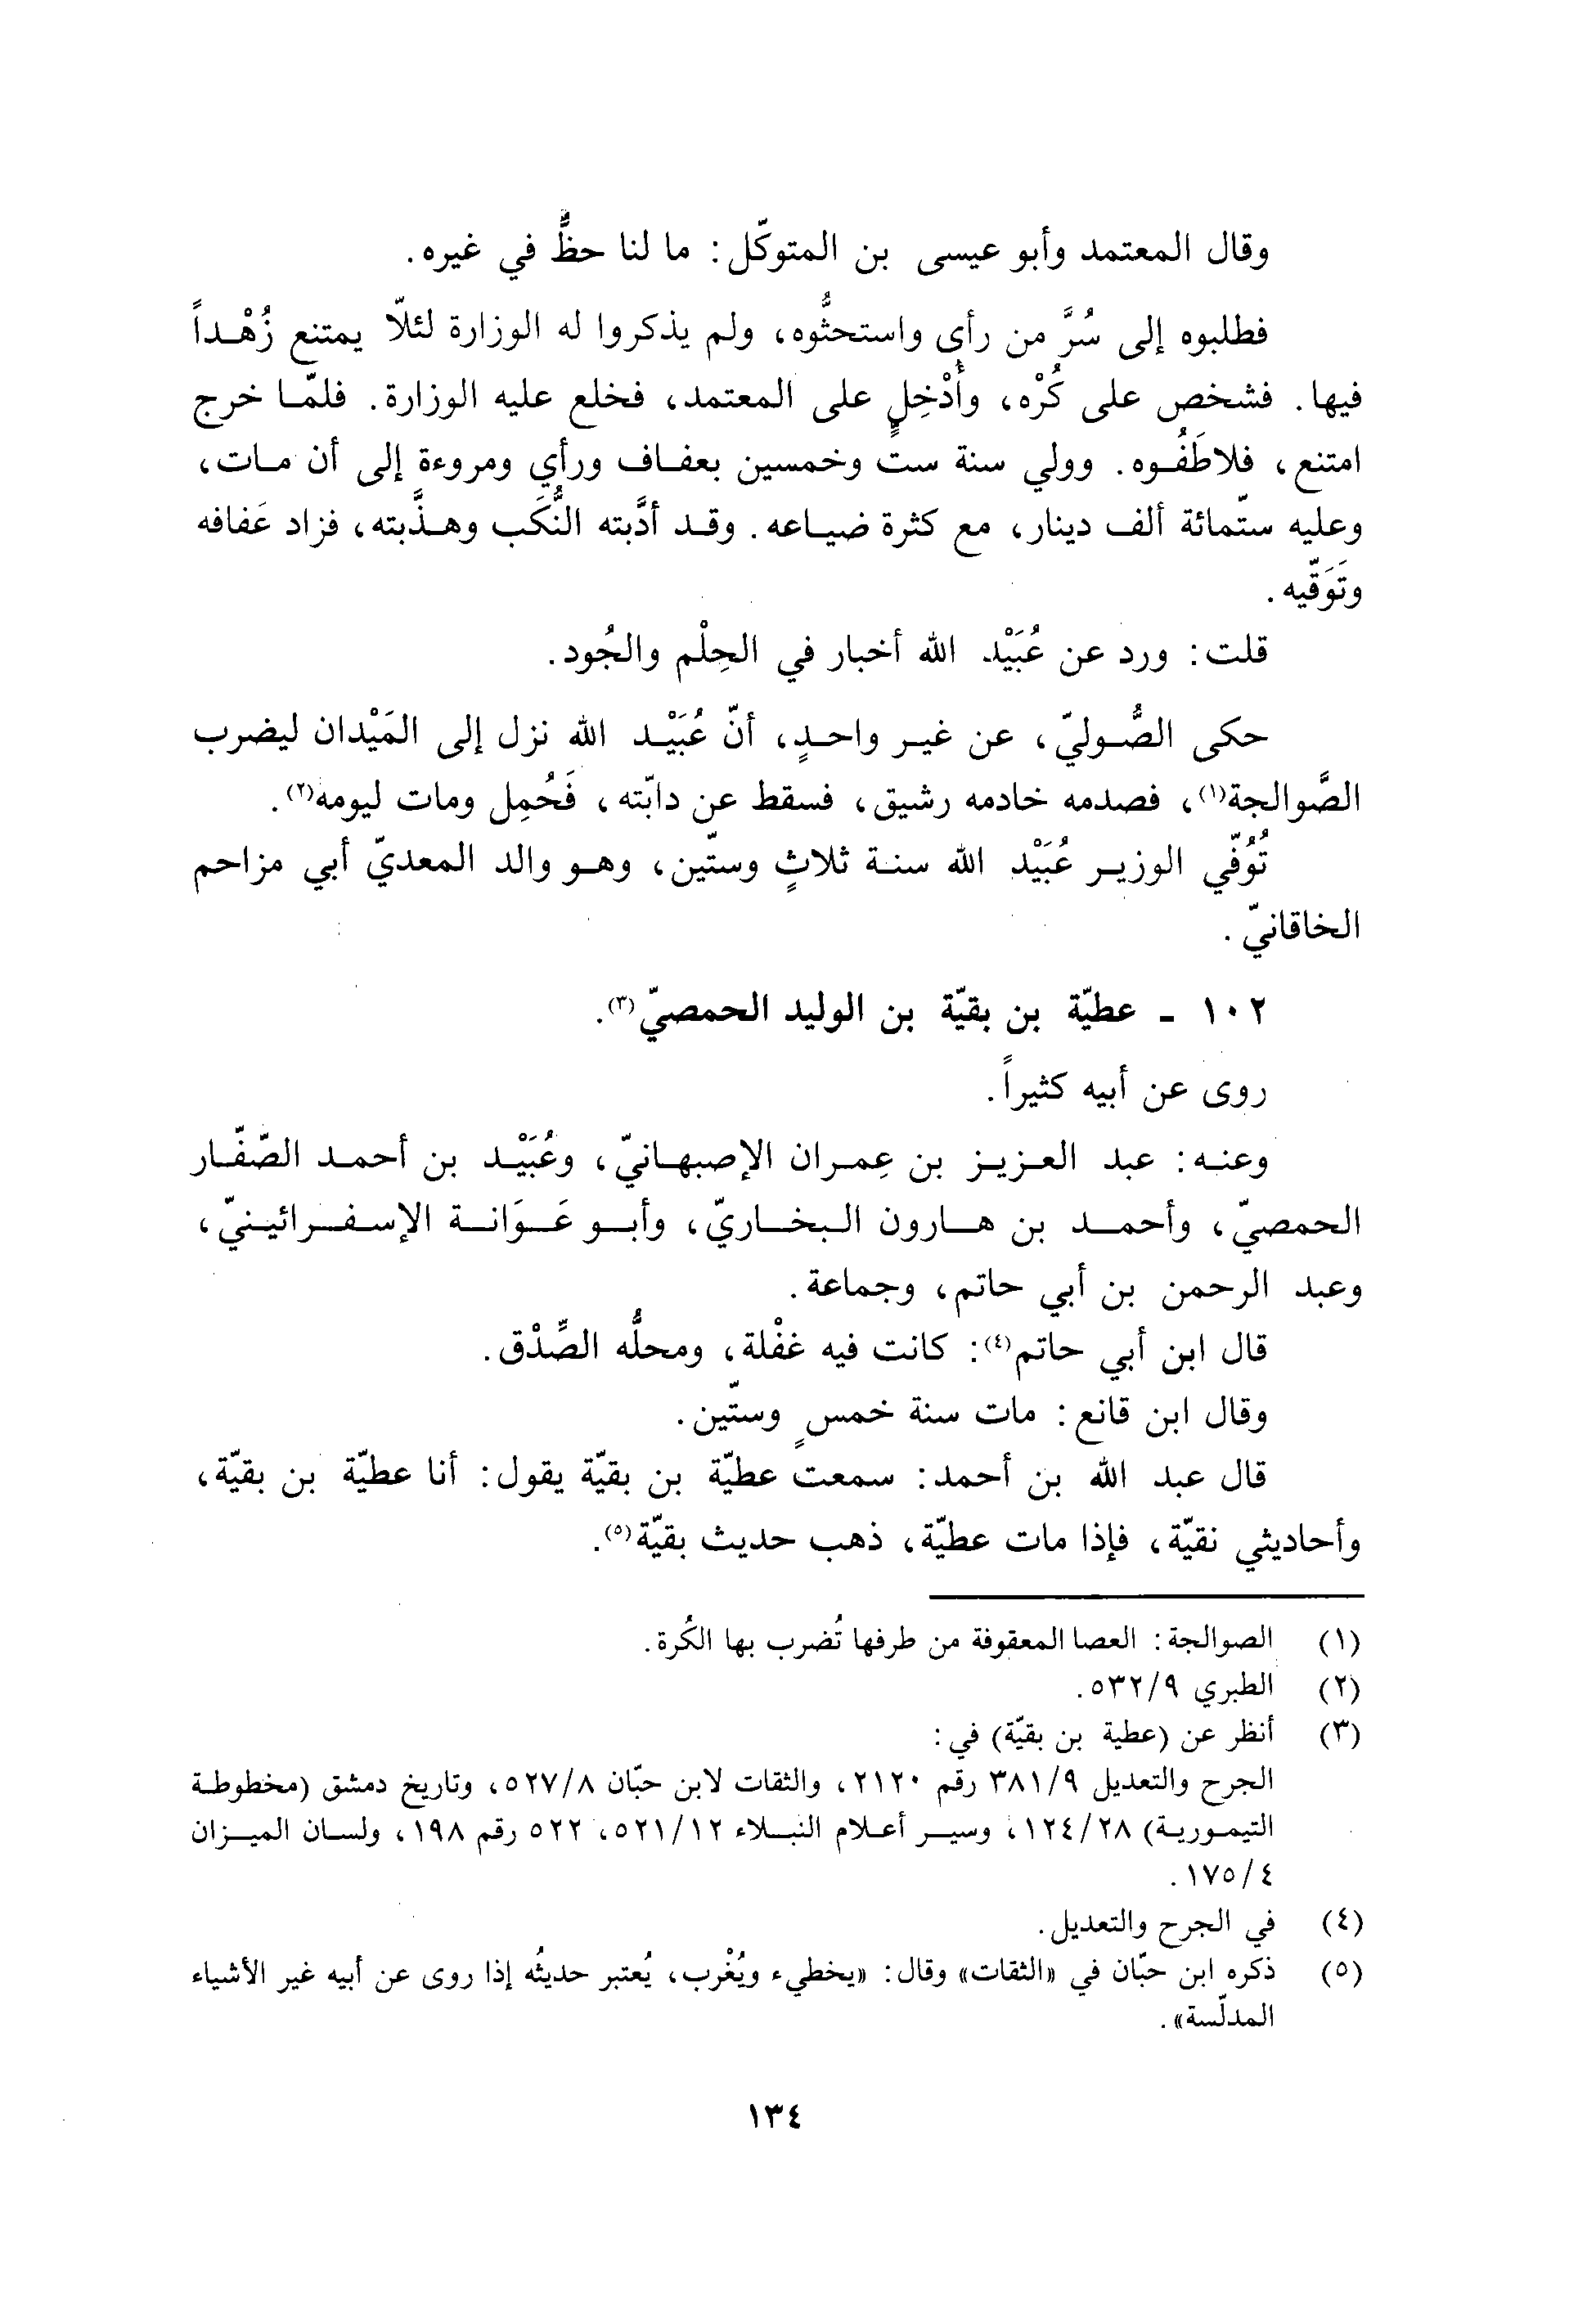 وقال المعتمد وأبو عيسى بن المتوكّل: ما لنا حظٌّ في غيره.
فطلبوه إلى سُرَّ من رأى واستحثُّوه، ولم يذكروا له الوزارة لئلّا يمتنع زُهْداً
فيها. فشخص على كُرْه، وأُدْخِل على المعتمد، فخلع عليه الوزارة. فلمّا خرج
امتنع، فلاطَفُوه. وولي سنة ستٍّ وخمسين بعفاف ورأي ومروءة إلى أن مات،
وعليه ستّمائة ألف دينار، مع كثرة ضياعه. وقد أدَّبته النُّكَب وهذَّبته، فزاد عَفافه
وتَوَقّيه.
قلت: ورد عن عُبَيْد الله أخبار في الحِلْم والجُود.
حكى الصُّوليّ، عن غير واحدٍ، أنّ عُبَيْد الله نزل إلى المَيْدان ليضرب
الصَّوالجة(١)، فصدمه خادمه رشيق، فسقط عن دابّته، فَحُمِل ومات ليومه(٢).
تُوُفّي الوزير عُبَيْد الله سنة ثلاثٍ وستّين، وهو والد المعديّ أبي مزاحم
الخاقانيّ.
١٠٢ - عطيّة بن بقيّة بن الوليد الحمصيّ(٣).
روى عن أبيه كثيراً.
وعنه: عبد العزيز بن عِمران الإصبهانيّ، وعُبَيْد بن أحمد الصّفّار
الحمصيّ، وأحمد بن هارون البخاريّ، وأبو عَوَانة الإسفرائينيّ،
وعبد الرحمن بن أبي حاتم، وجماعة.
قال ابن أبي حاتم(٤): كانت فيه غفْلة، ومحلُّه الصِّدْق.
وقال ابن قانع: مات سنة خمسٍ وستّين.
قال عبد الله بن أحمد: سمعت عطيّة بن بقيّة يقول: أنا عطيّة بن بقيّة،
وأحاديثي نقيّة، فإذا مات عطيّة، ذهب حديث بقيّة(٥).
(١) الصوالجة: العصا المعقوفة من طرفها تُضرب بها الكُرة.
(٢) الطبري ٥٣٢/٩.
(٣) أنظر عن (عطية بن بقيّة) في:
الجرح والتعديل ٣٨١/٩ رقم ٢١٢٠، والثقات لابن حبّان ٥٢٧/٨، وتاريخ دمشق (مخطوطة
التيمورية) ١٢٤/٢٨، وسير أعلام النبلاء ٥٢١/١٢، ٥٢٢ رقم ١٩٨، ولسان الميزان
١٧٥/٤.
(٤) في الجرح والتعديل.
(٥) ذكره ابن حبّان في «الثقات» وقال: «يخطيء ويُغْرب، يُعتبر حديثُه إذا روى عن أبيه غير الأشياء
المدلّسة».
١٣٤